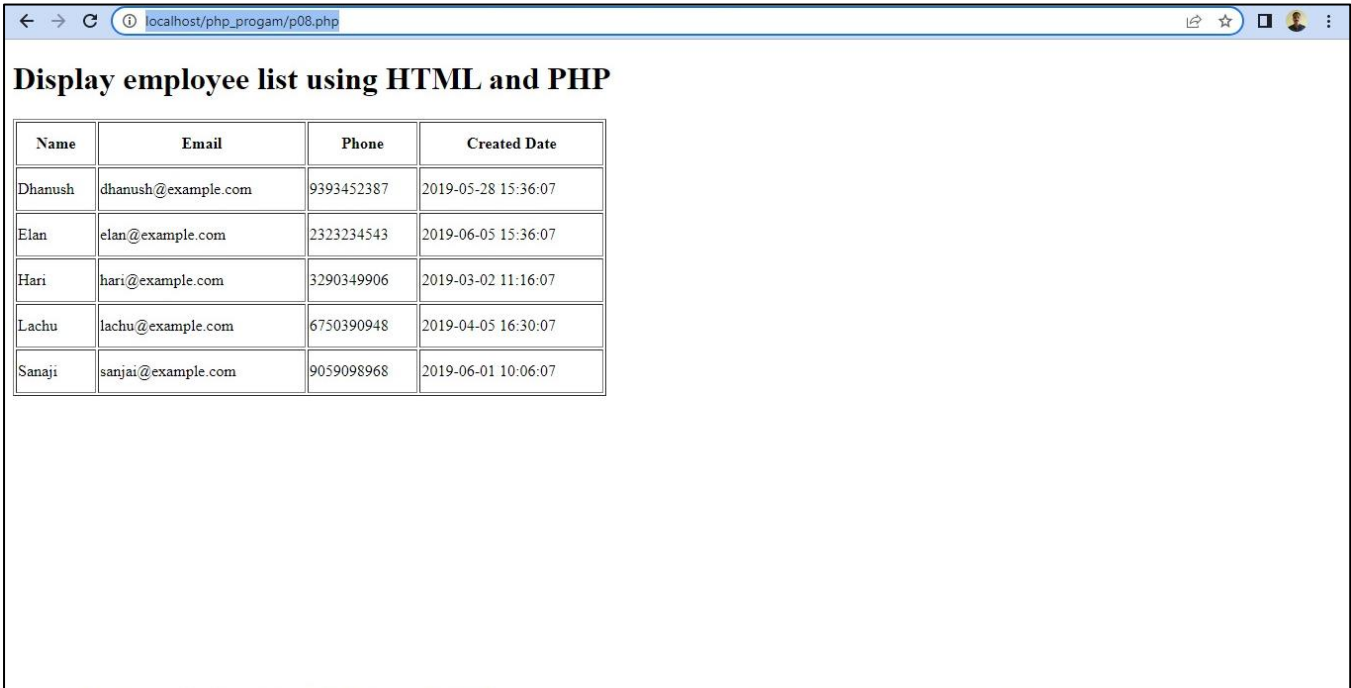 localhost/php_progam/p08.php
Display employee list using HTML and PHP
Name Email Phone Created Date
Dhanush dhanush@example.com 9393452387 2019-05-28 15:36:07
Elan elan@example.com 2323234543 2019-06-05 15:36:07
Hari hari@example.com 3290349906 2019-03-02 11:16:07
Lachu lachu@example.com 6750390948 2019-04-05 16:30:07
Sanaji sanjai@example.com 9059098968 2019-06-01 10:06:07